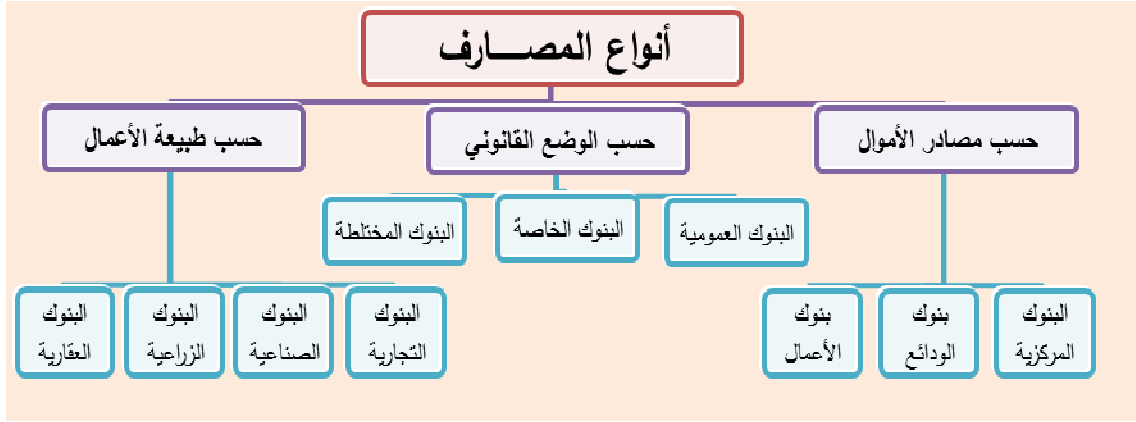 أنواع المصـــارف
حسب مصادر الأموال
حسب الوضع القانوني
حسب طبيعة الأعمال
البنوك العمومية
البنوك الخاصة
البنوك المختلطة
البنوك
المركزية
بنوك
الودائع
بنوك
الأعمال
البنوك
التجارية
البنوك
الصناعية
البنوك
الزراعية
البنوك
العقارية